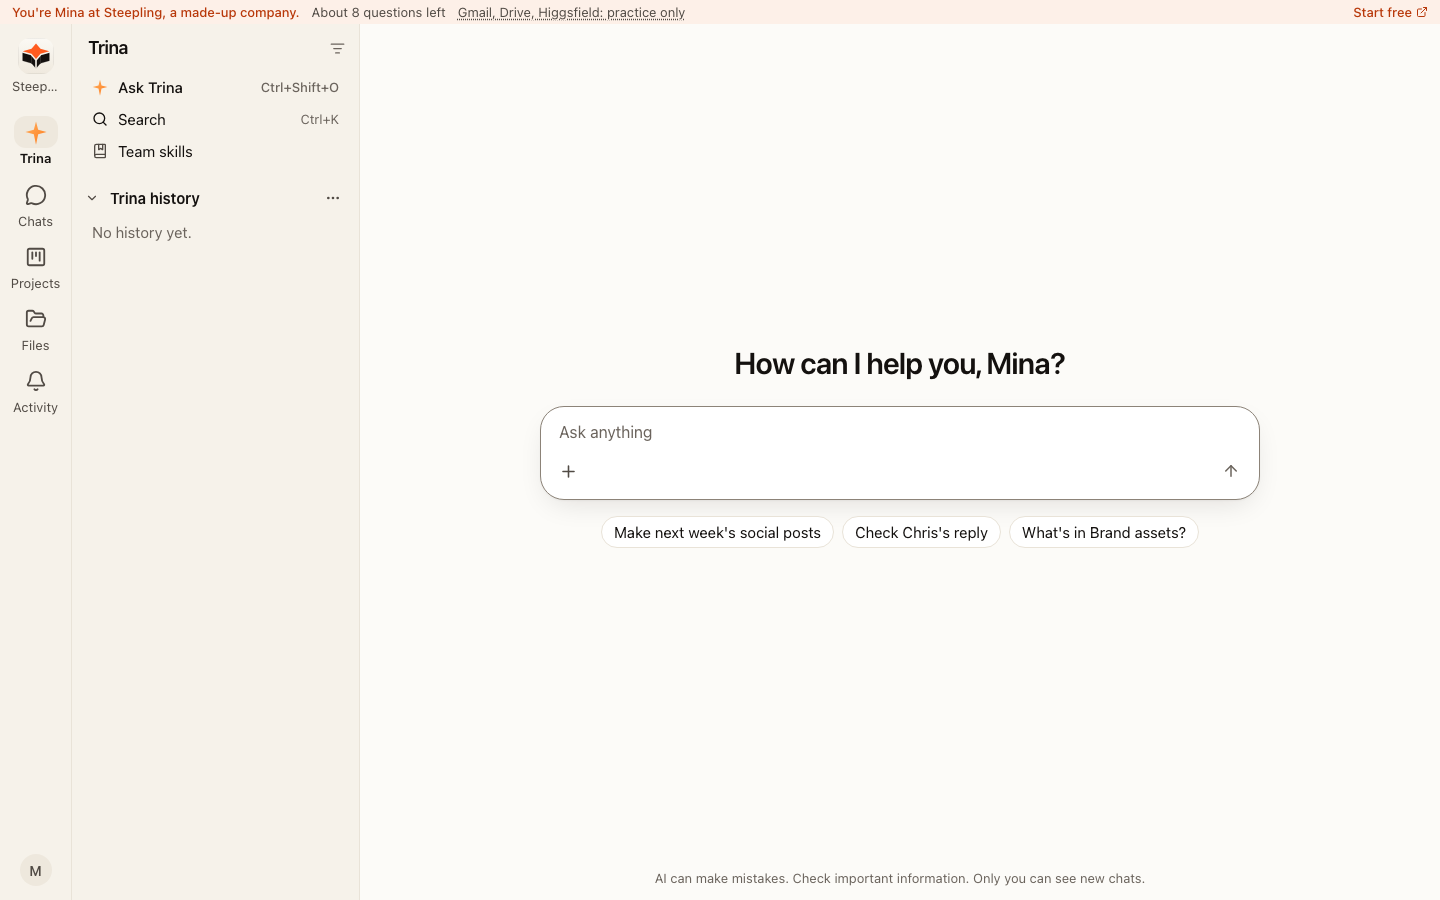 You're Mina at Steepling, a made-up company. About 8 questions left Gmail, Drive, Higgsfield: practice only Start free
Steep...
Trina
Chats
Projects
Files
Activity
M
Trina
Ask Trina Ctrl+Shift+O
Search Ctrl+K
Team skills
Trina history
No history yet.
How can I help you, Mina?
Ask anything
Make next week's social posts Check Chris's reply What's in Brand assets?
AI can make mistakes. Check important information. Only you can see new chats.